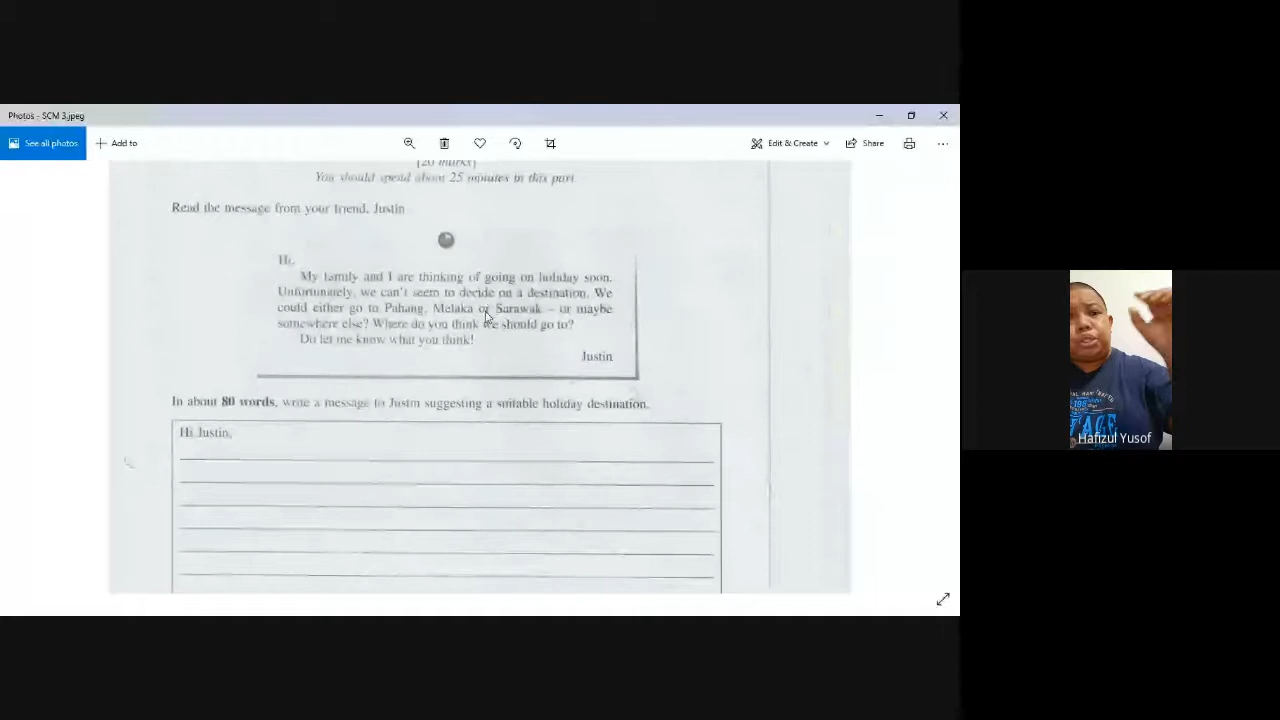 Photos - SCM 3.jpeg
See all photos
Add to
Edit & Create
Share
[20 marks]
You should spend about 25 minutes in this part
Read the message from your friend, Justin
Hi,
My family and I are thinking of going on holiday soon.
Unfortunately, we can't seem to decide on a destination. We
could either go to Pahang, Melaka or Sarawak – or maybe
somewhere else? Where do you think we should go to?
Do let me know what you think!
Justin
In about 80 words, write a message to Justin suggesting a suitable holiday destination.
Hi Justin,
Hafizul Yusof